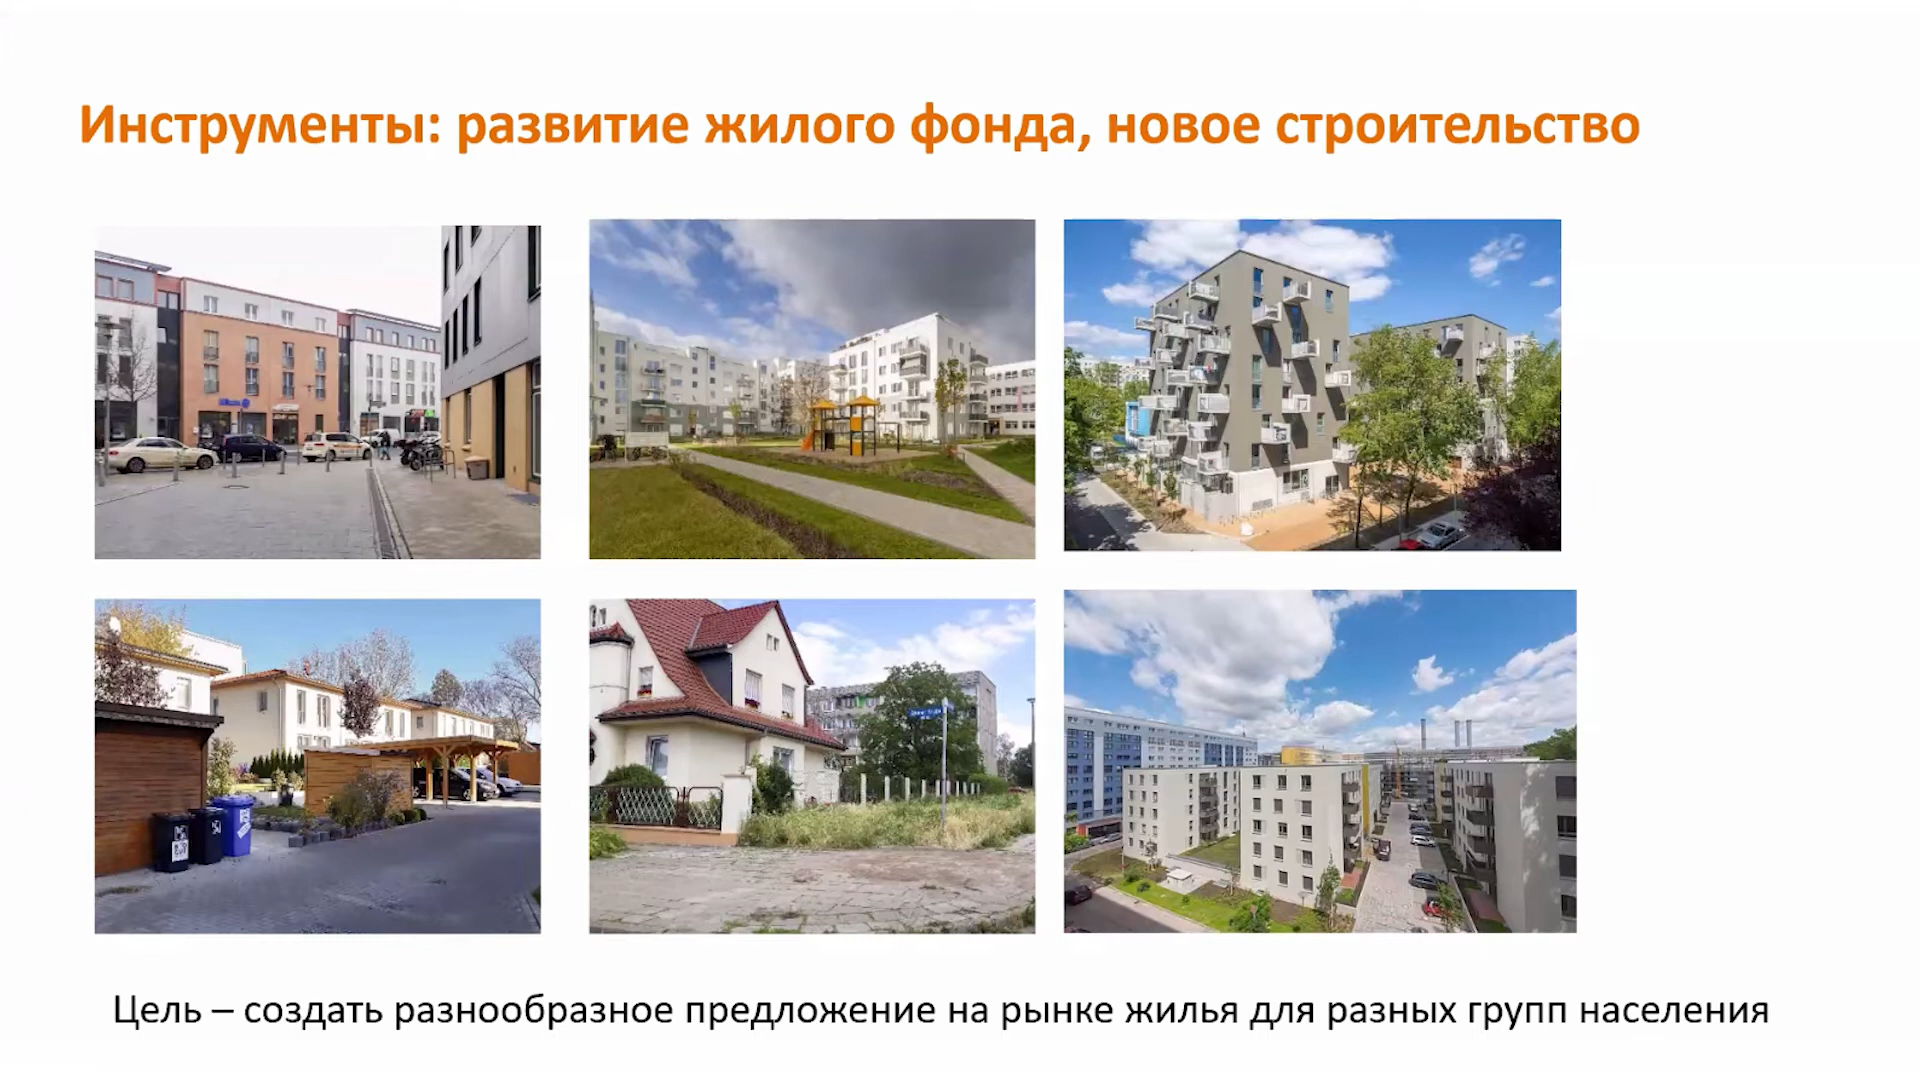 Инструменты: развитие жилого фонда, новое строительство
Цель – создать разнообразное предложение на рынке жилья для разных групп населения